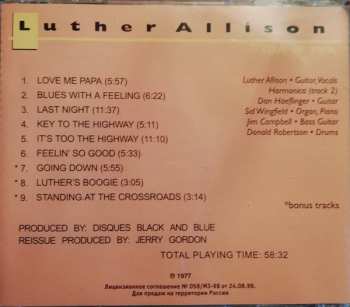 Luther Allison
1. LOVE ME PAPA (5:57)
2. BLUES WITH A FEELING (6:22)
3. LAST NIGHT (11:37)
4. KEY TO THE HIGHWAY (5:11)
5. IT'S TOO THE HIGHWAY (11:10)
6. FEELIN' SO GOOD (5:33)
*7. GOING DOWN (5:55)
*8. LUTHER'S BOOGIE (3:05)
*9. STANDING AT THE CROSSROADS (3:14)
Luther Allison • Guitar, Vocals
Harmonica (track 2)
Dan Hoeflinger • Guitar
Sid Wingfield • Organ, Piano
Jim Campbell • Bass Guitar
Donald Robertson • Drums
*bonus tracks
PRODUCED BY: DISQUES BLACK AND BLUE
REISSUE PRODUCED BY: JERRY GORDON
TOTAL PLAYING TIME: 58:32
℗ 1977
Лицензионное соглашение № 058/МЗ-98 от 24.08.98.
Для продажи на территории России